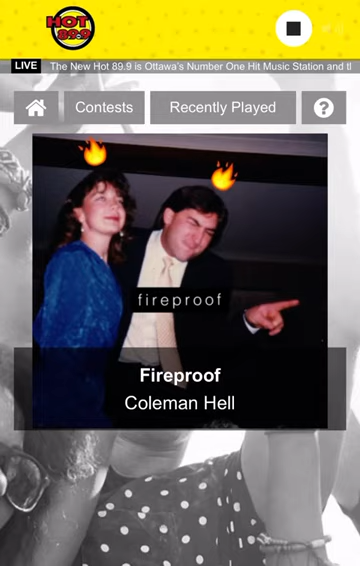 HOT
89.9
LIVE The New Hot 89.9 is Ottawa's Number One Hit Music Station and tl
Contests
Recently Played
?
fireproof
Fireproof
Coleman Hell